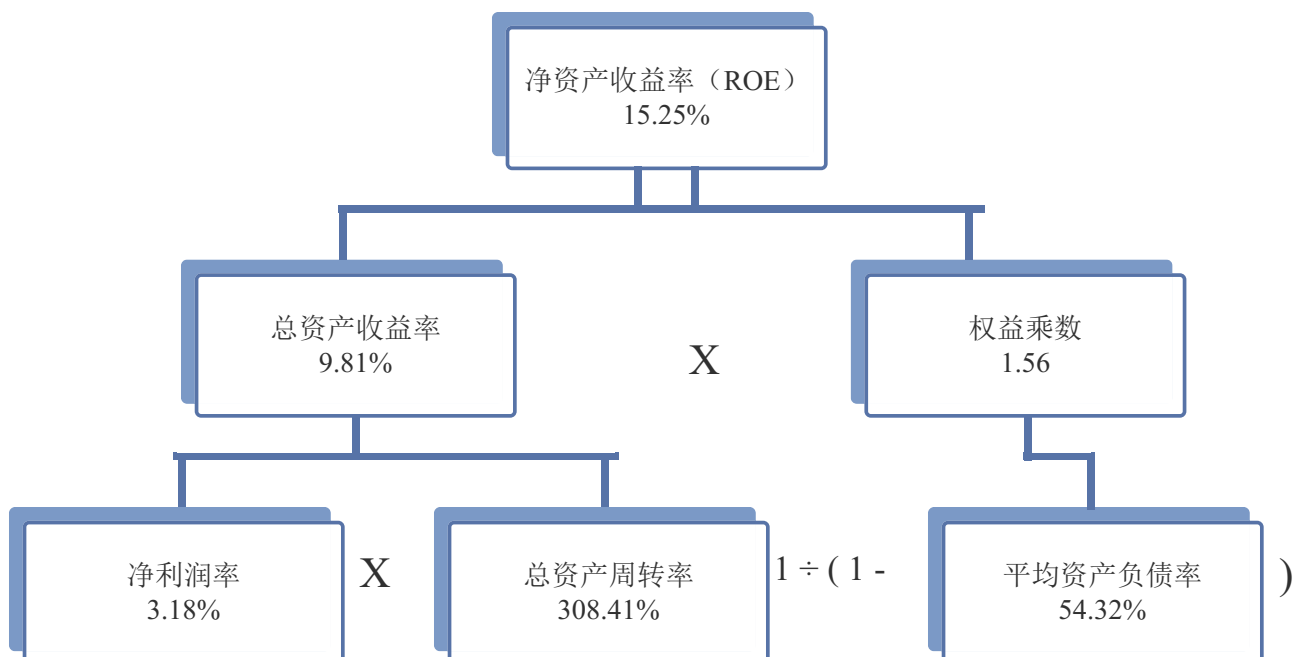 净资产收益率（ROE）
15.25%
总资产收益率
9.81%
X
权益乘数
1.56
净利润率
3.18%
X
总资产周转率
308.41%
1 ÷ ( 1 -
平均资产负债率
54.32%
)